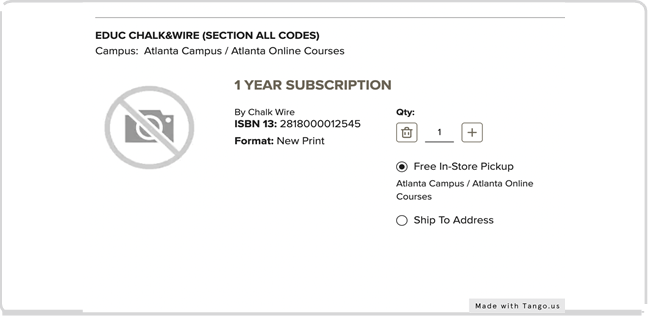 EDUC CHALK&WIRE (SECTION ALL CODES)
Campus: Atlanta Campus / Atlanta Online Courses
1 YEAR SUBSCRIPTION
By Chalk Wire
ISBN 13: 2818000012545
Format: New Print
Qty:
1
Free In-Store Pickup
Atlanta Campus / Atlanta Online
Courses
Ship To Address
Made with Tango.us